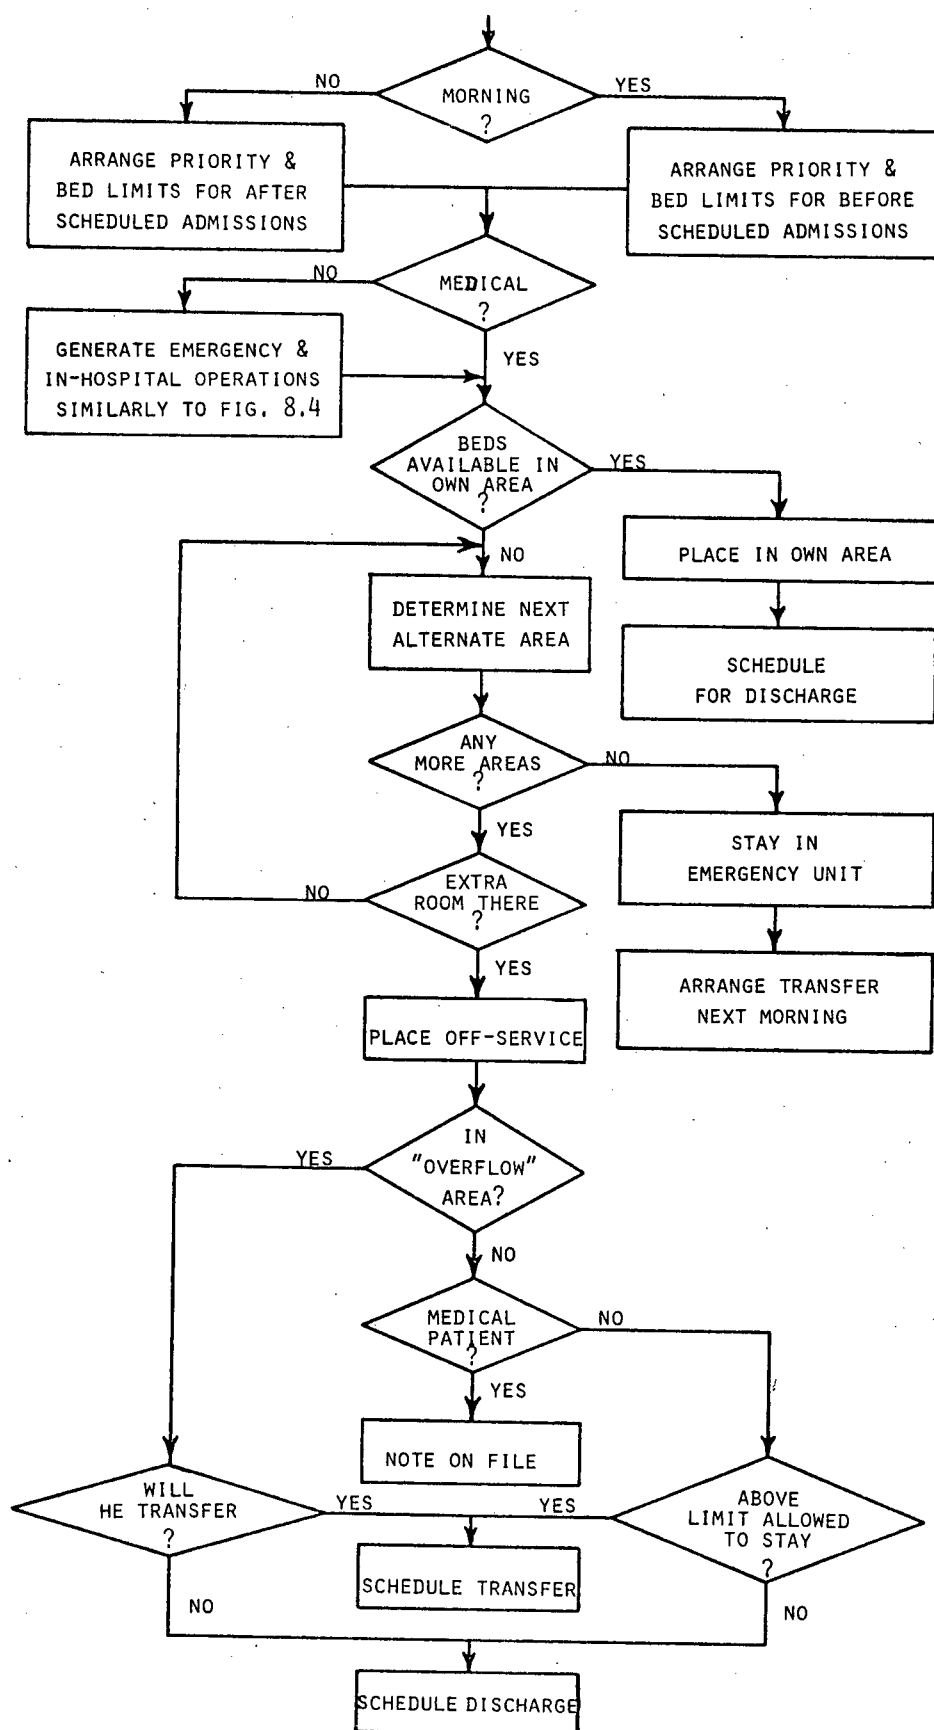 NO
YES
MORNING
?
ARRANGE PRIORITY &
BED LIMITS FOR AFTER
SCHEDULED ADMISSIONS
ARRANGE PRIORITY &
BED LIMITS FOR BEFORE
SCHEDULED ADMISSIONS
NO
MEDICAL
?
YES
GENERATE EMERGENCY &
IN-HOSPITAL OPERATIONS
SIMILARLY TO FIG. 8.4
BEDS
AVAILABLE IN
OWN AREA
?
YES
NO
PLACE IN OWN AREA
DETERMINE NEXT
ALTERNATE AREA
SCHEDULE
FOR DISCHARGE
ANY
MORE AREAS
?
NO
YES
STAY IN
EMERGENCY UNIT
EXTRA
ROOM THERE
?
NO
YES
ARRANGE TRANSFER
NEXT MORNING
PLACE OFF-SERVICE
IN
"OVERFLOW"
AREA?
YES
NO
MEDICAL
PATIENT
?
NO
YES
NOTE ON FILE
WILL
HE TRANSFER
?
YES
YES
ABOVE
LIMIT ALLOWED
TO STAY
?
SCHEDULE TRANSFER
NO
NO
SCHEDULE DISCHARGE